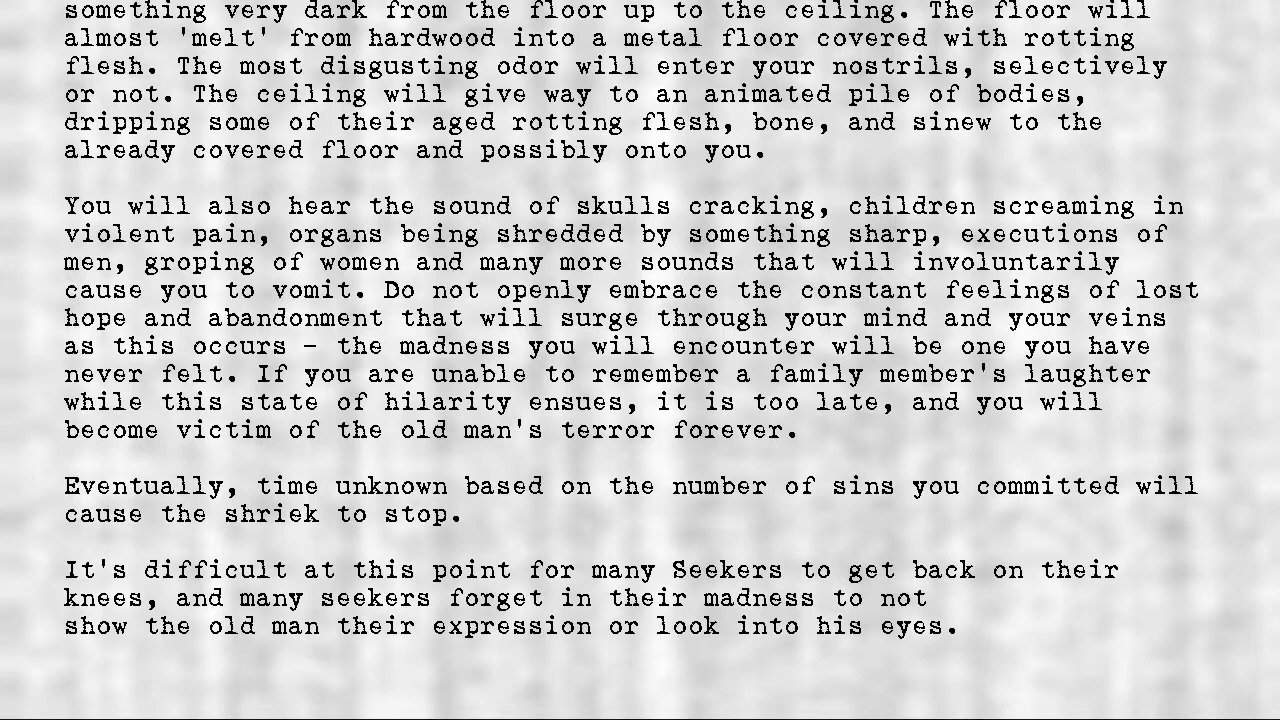 something very dark from the floor up to the ceiling. The floor will
almost 'melt' from hardwood into a metal floor covered with rotting
flesh. The most disgusting odor will enter your nostrils, selectively
or not. The ceiling will give way to an animated pile of bodies,
dripping some of their aged rotting flesh, bone, and sinew to the
already covered floor and possibly onto you.

You will also hear the sound of skulls cracking, children screaming in
violent pain, organs being shredded by something sharp, executions of
men, groping of women and many more sounds that will involuntarily
cause you to vomit. Do not openly embrace the constant feelings of lost
hope and abandonment that will surge through your mind and your veins
as this occurs – the madness you will encounter will be one you have
never felt. If you are unable to remember a family member's laughter
while this state of hilarity ensues, it is too late, and you will
become victim of the old man's terror forever.

Eventually, time unknown based on the number of sins you committed will
cause the shriek to stop.

It's difficult at this point for many Seekers to get back on their
knees, and many seekers forget in their madness to not
show the old man their expression or look into his eyes.